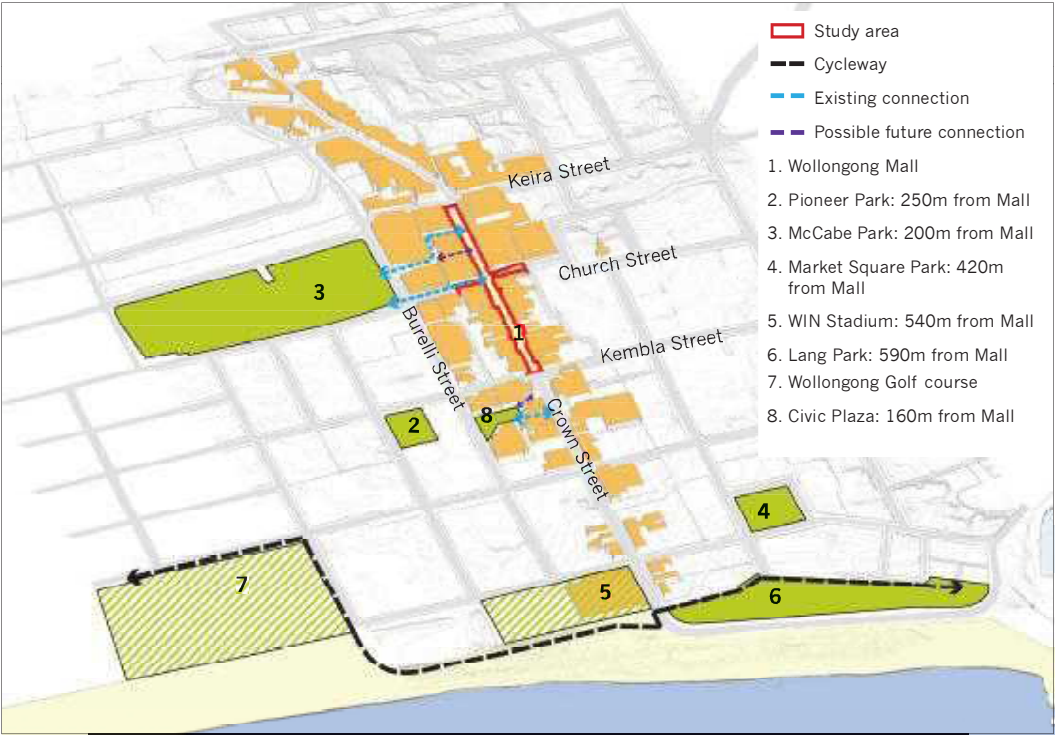 Study area
Cycleway
Existing connection
Possible future connection
1. Wollongong Mall
2. Pioneer Park: 250m from Mall
3. McCabe Park: 200m from Mall
4. Market Square Park: 420m
from Mall
5. WIN Stadium: 540m from Mall
6. Lang Park: 590m from Mall
7. Wollongong Golf course
8. Civic Plaza: 160m from Mall
Keira Street
Church Street
3
1
Burelli Street
Kembla Street
8
2
Crown Street
4
7
5
6